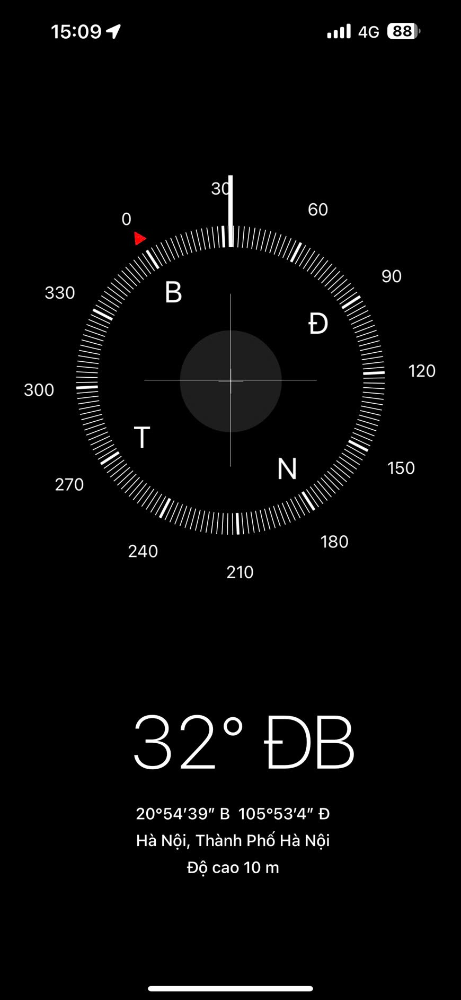 15:09 4G 88
30
0 60
330 90
B
Đ
300 120
T
N
270 150
240 180
210
32° ĐB
20°54′39″ B 105°53′4″ Đ
Hà Nội, Thành Phố Hà Nội
Độ cao 10 m